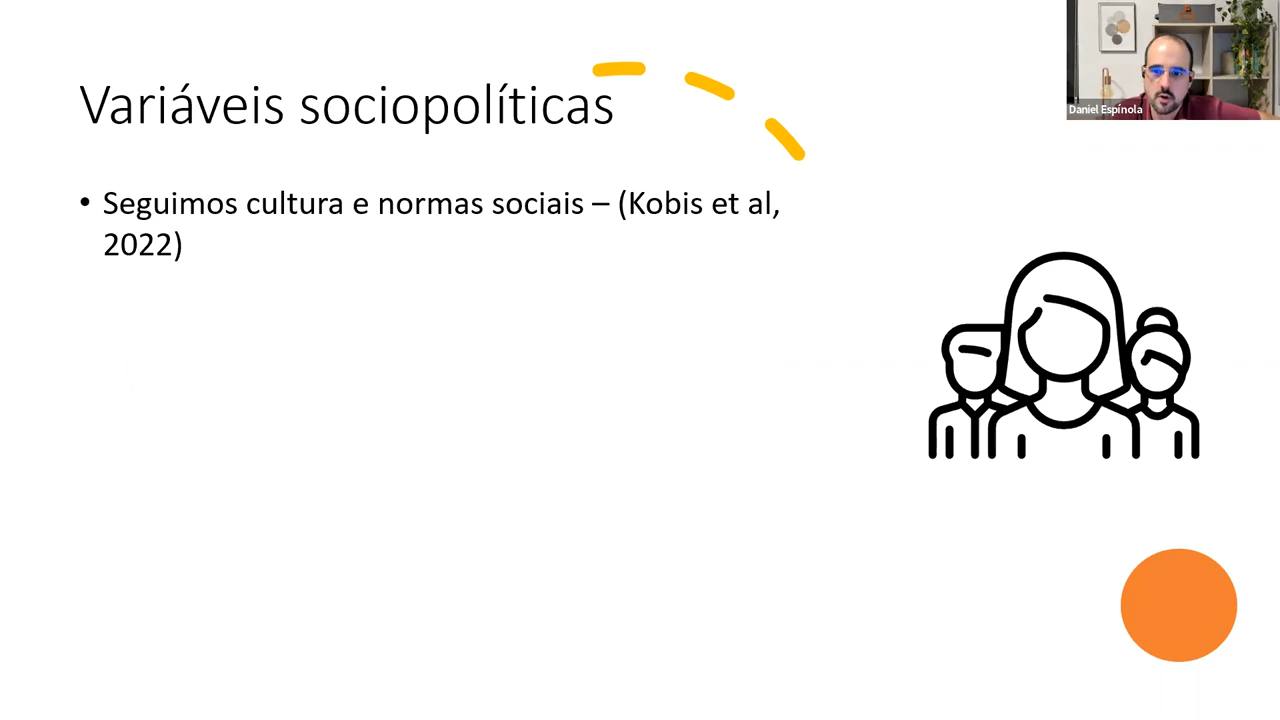 Variáveis sociopolíticas
• Seguimos cultura e normas sociais – (Kobis et al,
2022)
Daniel Espínola